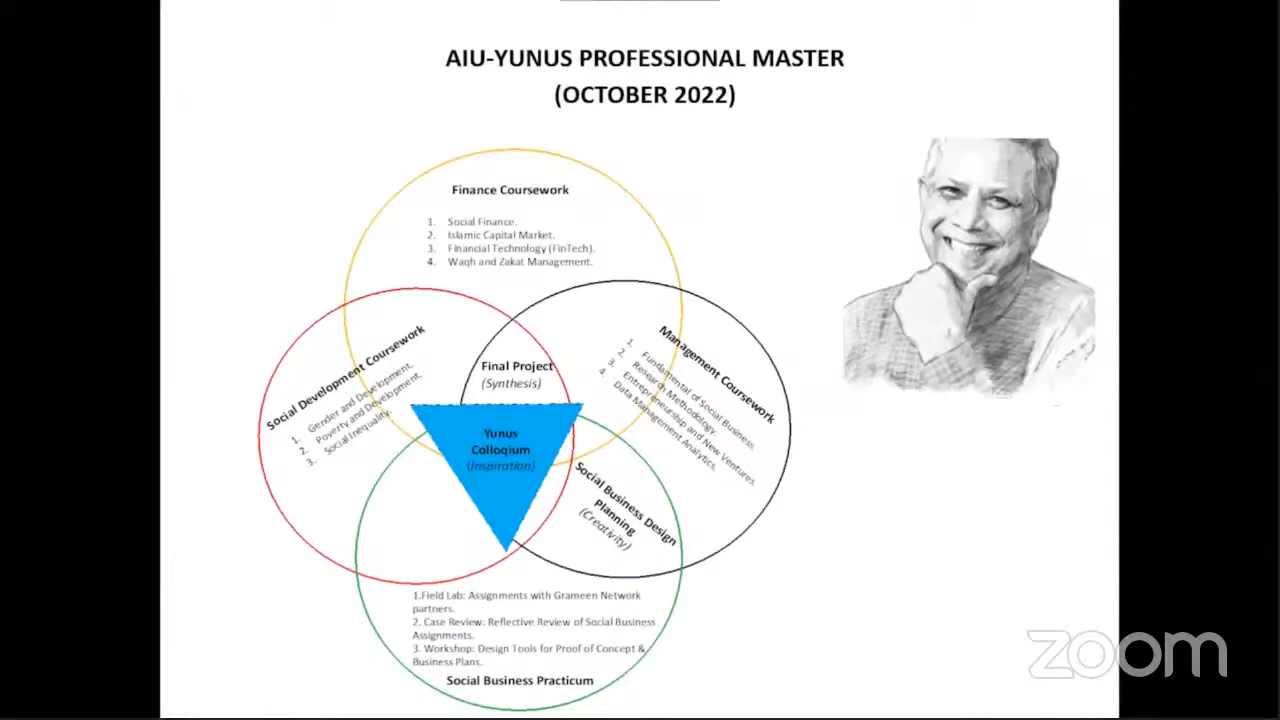 AIU-YUNUS PROFESSIONAL MASTER
(OCTOBER 2022)
Finance Coursework
1. Social Finance.
2. Islamic Capital Market.
3. Financial Technology (FinTech).
4. Waqh and Zakat Management.
Social Development Coursework
1. Gender and Development.
2. Poverty and Development.
3. Social Inequality.
Final Project
(Synthesis)
Management Coursework
1. Fundamental of Social Business.
2. Research Methodology.
3. Entrepreneurship and New Ventures.
4. Data Management Analytics.
Yunus
Colloqium
(Inspiration)
Social Business Design
Planning
(Creativity)
1.Field Lab: Assignments with Grameen Network
partners.
2. Case Review: Reflective Review of Social Business
Assignments.
3. Workshop: Design Tools for Proof of Concept &
Business Plans.
Social Business Practicum
zoom